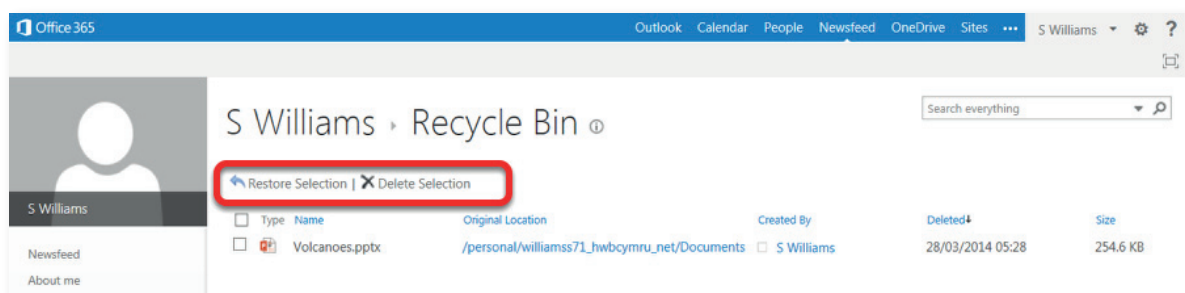 Office 365 Outlook Calendar People Newsfeed OneDrive Sites ••• S Williams ?
S Williams Recycle Bin
Search everything
Restore Selection | Delete Selection
S Williams
Type Name Original Location Created By Deleted Size
Volcanoes.pptx /personal/williamss71_hwbcymru_net/Documents S Williams 28/03/2014 05:28 254.6 KB
Newsfeed
About me